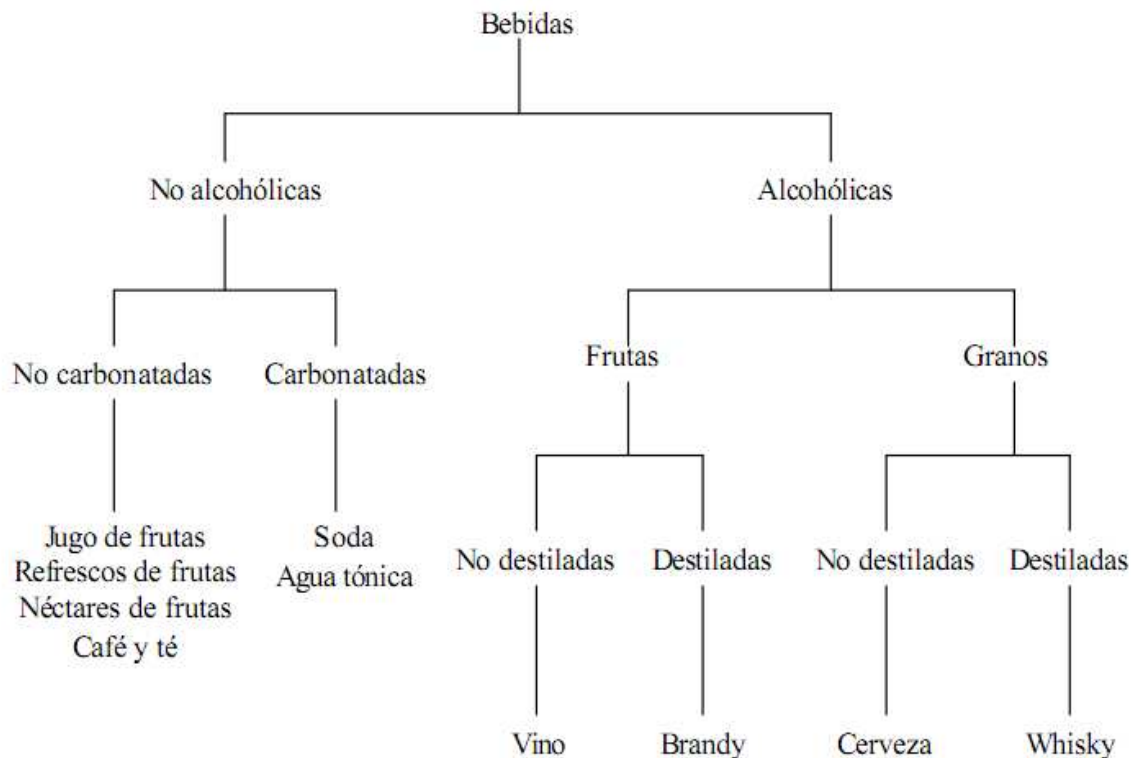 Bebidas
No alcohólicas
Alcohólicas
No carbonatadas
Carbonatadas
Frutas
Granos
Jugo de frutas
Refrescos de frutas
Néctares de frutas
Café y té
Soda
Agua tónica
No destiladas
Destiladas
No destiladas
Destiladas
Vino
Brandy
Cerveza
Whisky